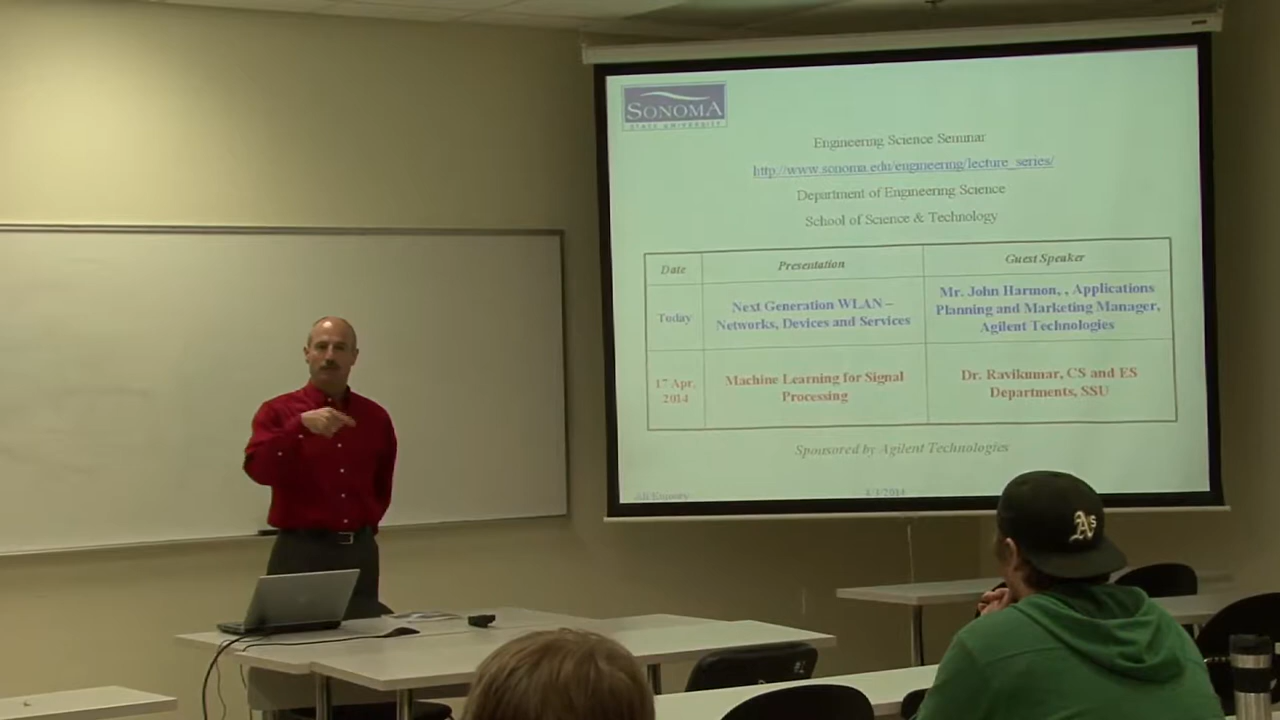 SONOMA
STATE UNIVERSITY
Engineering Science Seminar
http://www.sonoma.edu/engineering/lecture_series/
Department of Engineering Science
School of Science & Technology
Date
Presentation
Guest Speaker
Today
Next Generation WLAN –
Networks, Devices and Services
Mr. John Harmon, , Applications
Planning and Marketing Manager,
Agilent Technologies
17 Apr,
2014
Machine Learning for Signal
Processing
Dr. Ravikumar, CS and ES
Departments, SSU
Sponsored by Agilent Technologies
A's